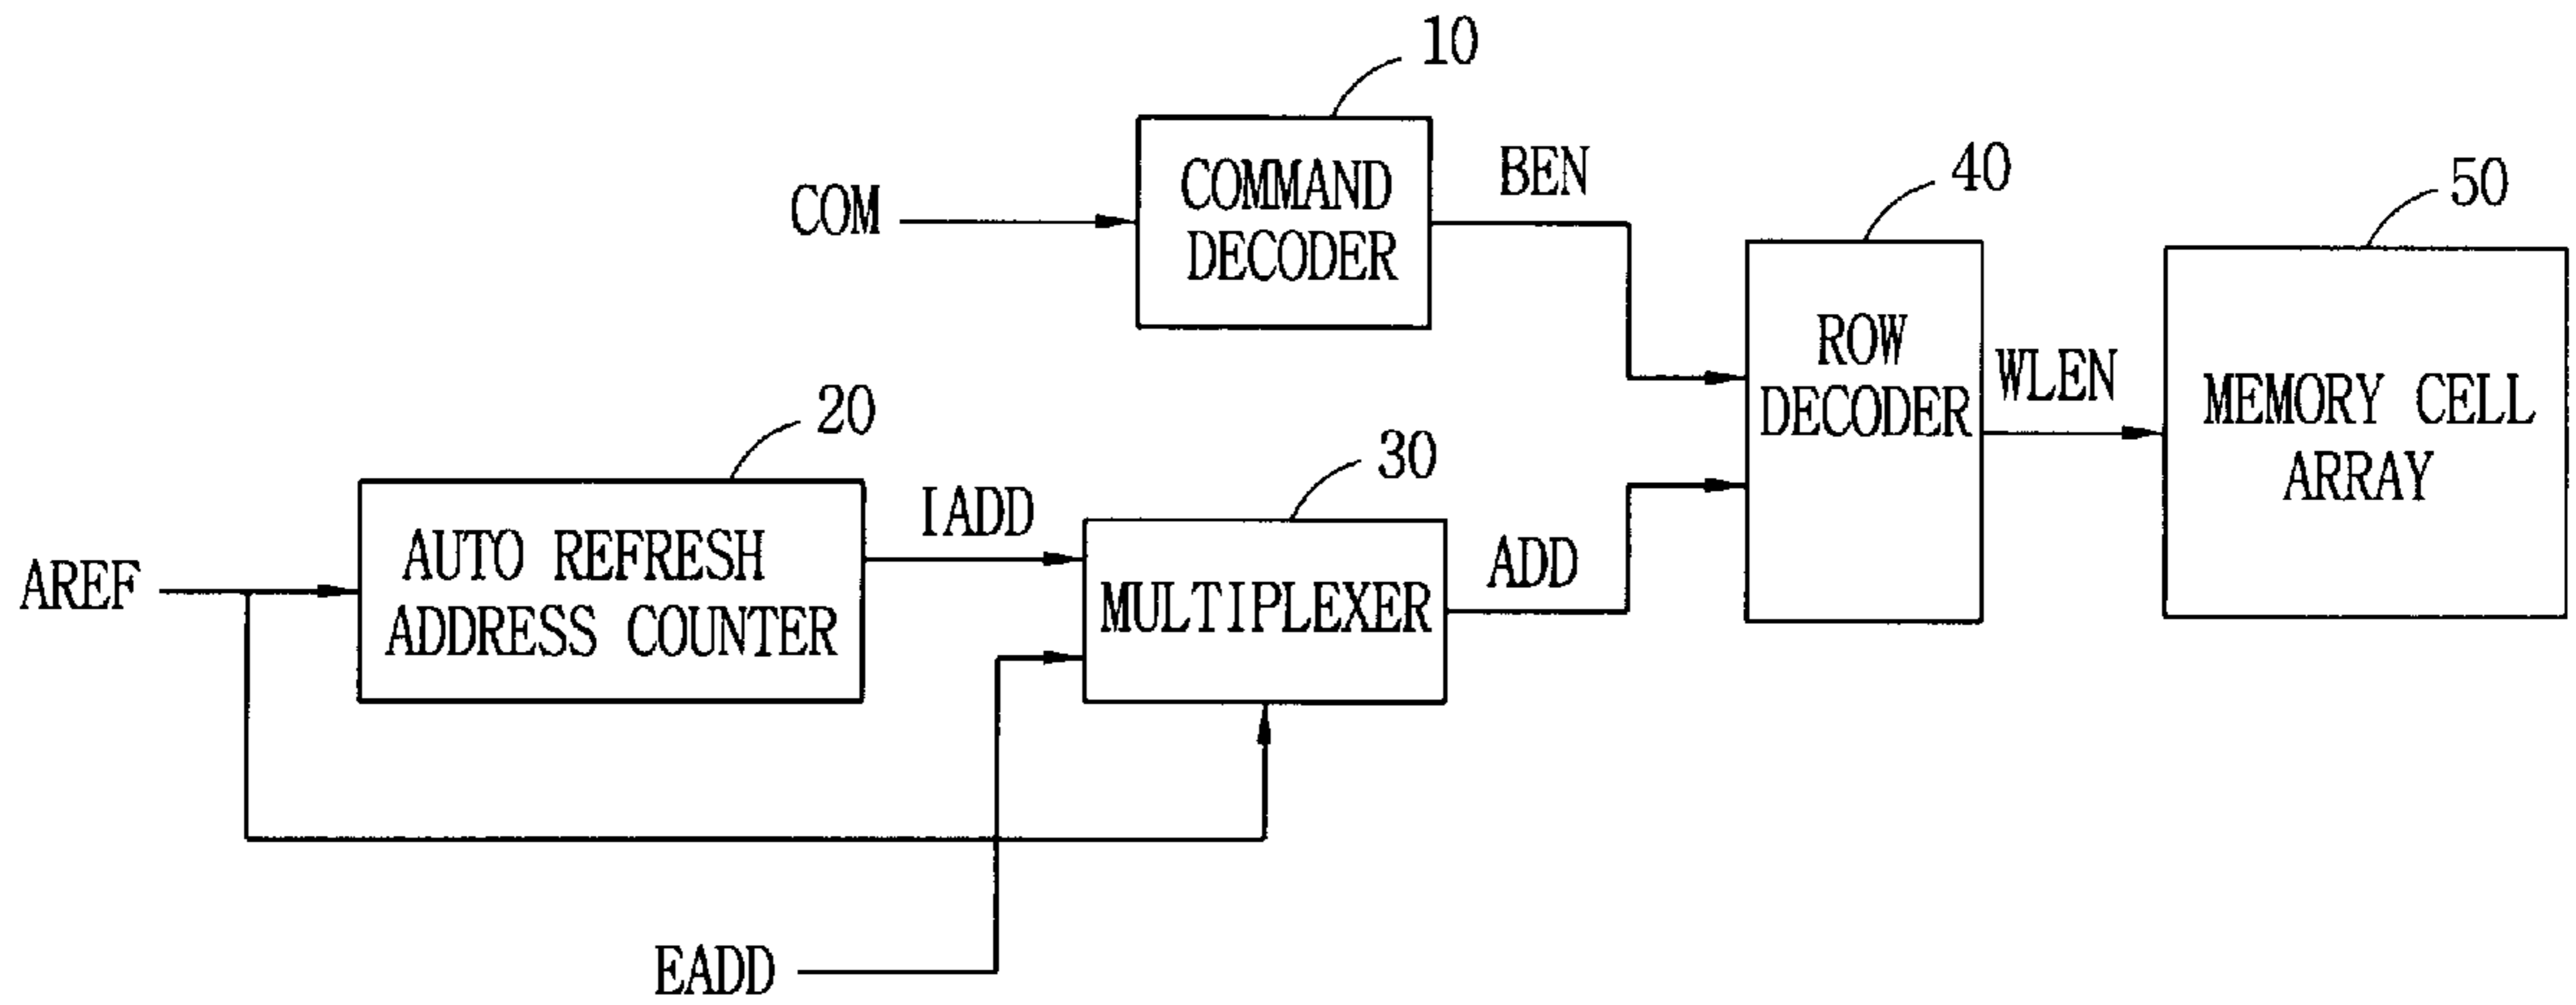 10
COMMAND
DECODER
COM
BEN
40
50
ROW
DECODER
WLEN
MEMORY CELL
ARRAY
20
30
AREF
AUTO REFRESH
ADDRESS COUNTER
IADD
MULTIPLEXER
ADD
EADD